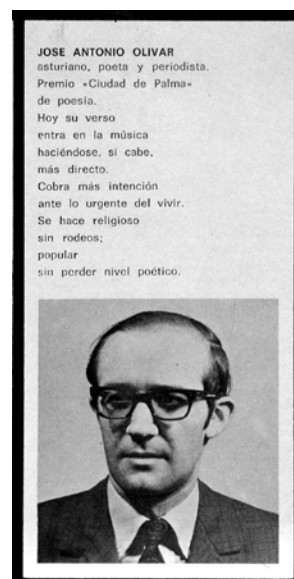 JOSE ANTONIO OLIVAR
asturiano, poeta y periodista.
Premio «Ciudad de Palma»
de poesía.
Hoy su verso
entra en la música
haciéndose, si cabe,
más directo.
Cobra más intención
ante lo urgente del vivir.
Se hace religioso
sin rodeos;
popular
sin perder nivel poético.